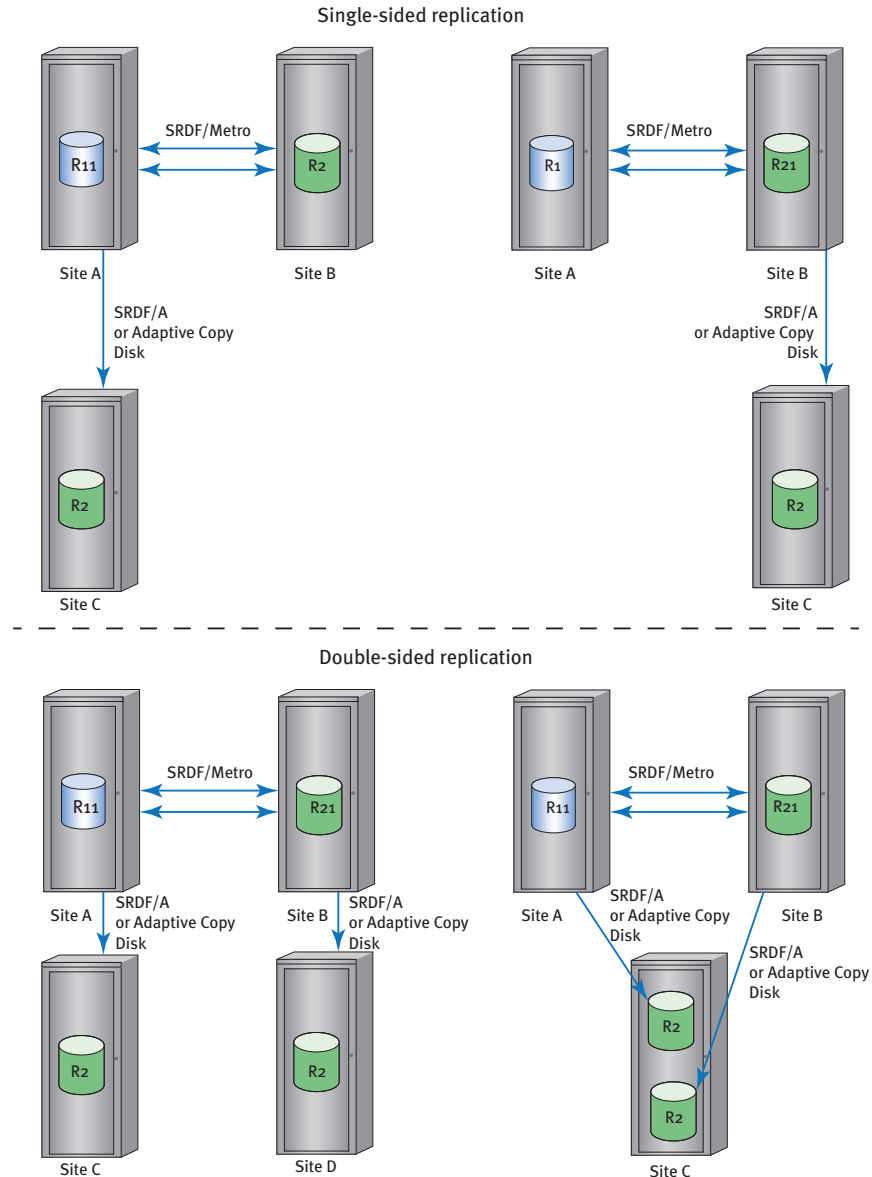 Single-sided replication
SRDF/Metro
R11
R2
Site A
Site B
SRDF/A
or Adaptive Copy
Disk
R2
Site C
SRDF/Metro
R1
R21
Site A
Site B
SRDF/A
or Adaptive Copy
Disk
R2
Site C
Double-sided replication
SRDF/Metro
R11
R21
Site A
Site B
SRDF/A
or Adaptive Copy
Disk
SRDF/A
or Adaptive Copy
Disk
R2
R2
Site C
Site D
SRDF/Metro
R11
R21
Site A
Site B
SRDF/A
or Adaptive Copy
Disk
SRDF/A
or Adaptive Copy
Disk
R2
R2
Site C